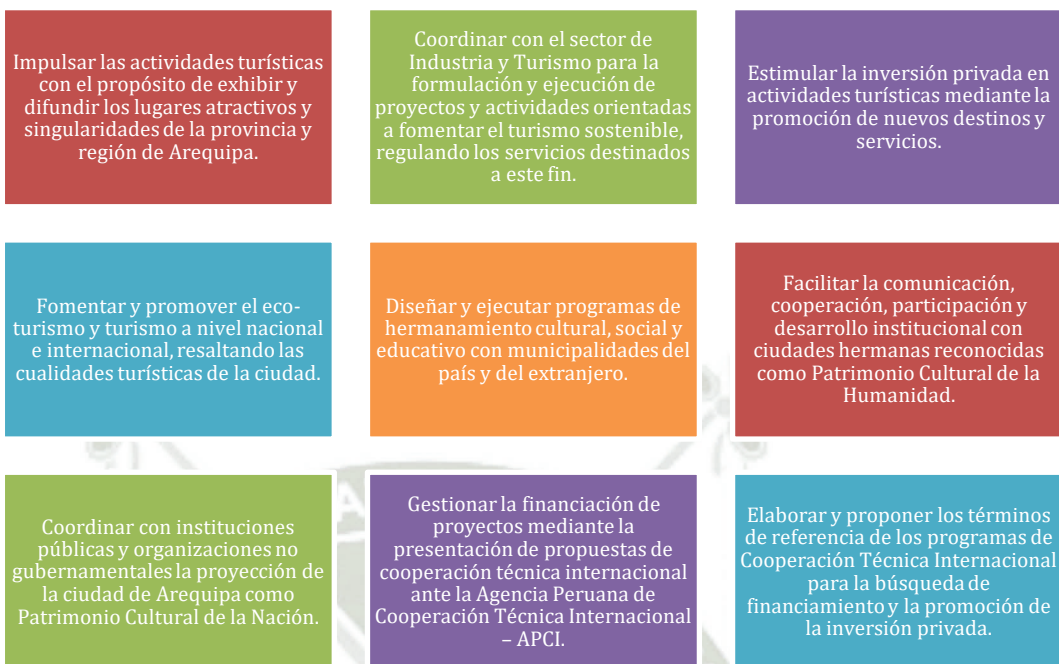 Impulsar las actividades turísticas
con el propósito de exhibir y
difundir los lugares atractivos y
singularidades de la provincia y
región de Arequipa.
Coordinar con el sector de
Industria y Turismo para la
formulación y ejecución de
proyectos y actividades orientadas
a fomentar el turismo sostenible,
regulando los servicios destinados
a este fin.
Estimular la inversión privada en
actividades turísticas mediante la
promoción de nuevos destinos y
servicios.
Fomentar y promover el eco-
turismo y turismo a nivel nacional
e internacional, resaltando las
cualidades turísticas de la ciudad.
Diseñar y ejecutar programas de
hermanamiento cultural, social y
educativo con municipalidades del
país y del extranjero.
Facilitar la comunicación,
cooperación, participación y
desarrollo institucional con
ciudades hermanas reconocidas
como Patrimonio Cultural de la
Humanidad.
Coordinar con instituciones
públicas y organizaciones no
gubernamentales la proyección de
la ciudad de Arequipa como
Patrimonio Cultural de la Nación.
Gestionar la financiación de
proyectos mediante la
presentación de propuestas de
cooperación técnica internacional
ante la Agencia Peruana de
Cooperación Técnica Internacional
– APCI.
Elaborar y proponer los términos
de referencia de los programas de
Cooperación Técnica Internacional
para la búsqueda de
financiamiento y la promoción de
la inversión privada.